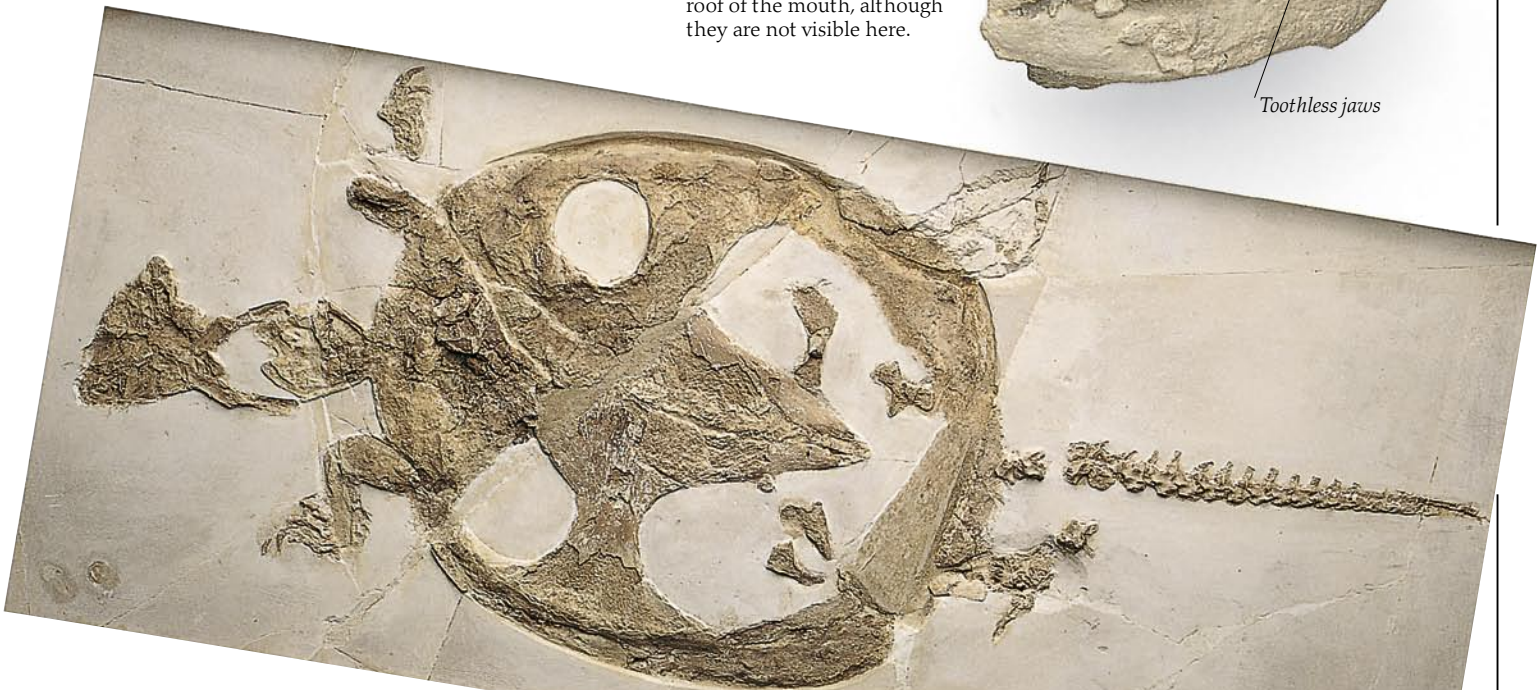 roof of the mouth, although
they are not visible here.
Toothless jaws